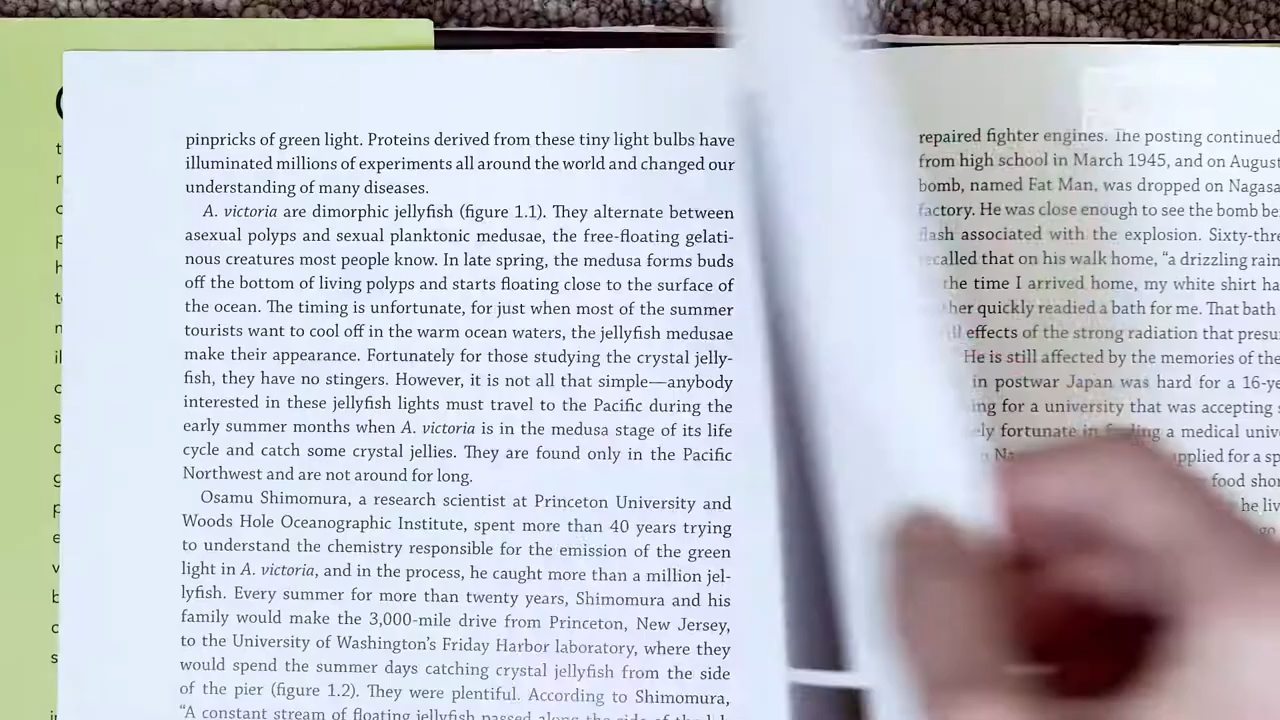 pinpricks of green light. Proteins derived from these tiny light bulbs have
illuminated millions of experiments all around the world and changed our
understanding of many diseases.
A. victoria are dimorphic jellyfish (figure 1.1). They alternate between
asexual polyps and sexual planktonic medusae, the free-floating gelati-
nous creatures most people know. In late spring, the medusa forms buds
off the bottom of living polyps and starts floating close to the surface of
the ocean. The timing is unfortunate, for just when most of the summer
tourists want to cool off in the warm ocean waters, the jellyfish medusae
make their appearance. Fortunately for those studying the crystal jelly-
fish, they have no stingers. However, it is not all that simple—anybody
interested in these jellyfish lights must travel to the Pacific during the
early summer months when A. victoria is in the medusa stage of its life
cycle and catch some crystal jellies. They are found only in the Pacific
Northwest and are not around for long.
Osamu Shimomura, a research scientist at Princeton University and
Woods Hole Oceanographic Institute, spent more than 40 years trying
to understand the chemistry responsible for the emission of the green
light in A. victoria, and in the process, he caught more than a million jel-
lyfish. Every summer for more than twenty years, Shimomura and his
family would make the 3,000-mile drive from Princeton, New Jersey,
to the University of Washington's Friday Harbor laboratory, where they
would spend the summer days catching crystal jellyfish from the side
of the pier (figure 1.2). They were plentiful. According to Shimomura,
"A constant stream of floating jellyfish passed along the side of the
repaired fighter engines. The posting continued
from high school in March 1945, and on August
bomb, named Fat Man, was dropped on Nagasa
factory. He was close enough to see the bomb be
flash associated with the explosion. Sixty-thre
recalled that on his walk home, "a drizzling rain
the time I arrived home, my white shirt ha
her quickly readied a bath for me. That bath
ll effects of the strong radiation that presu
He is still affected by the memories of the
in postwar Japan was hard for a 16-ye
ing for a university that was accepting
ely fortunate in finding a medical univ
applied for a sp
food shor
he liv
go